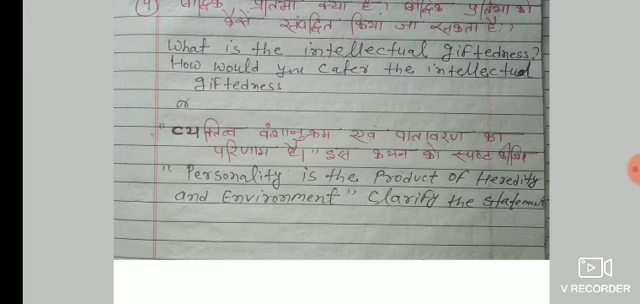 (4) बौद्धिक प्रतिभा क्या है? बौद्धिक प्रतिभा को
कैसे संवर्द्धित किया जा सकता है?
What is the intellectual giftedness?
How would you cater the intellectual
giftedness
or
"व्यक्तित्व वंशानुक्रम एवं वातावरण का
परिणाम है।" इस कथन को स्पष्ट कीजिए
"Personality is the Product of Heredity
and Environment" Clarify the statement
V RECORDER